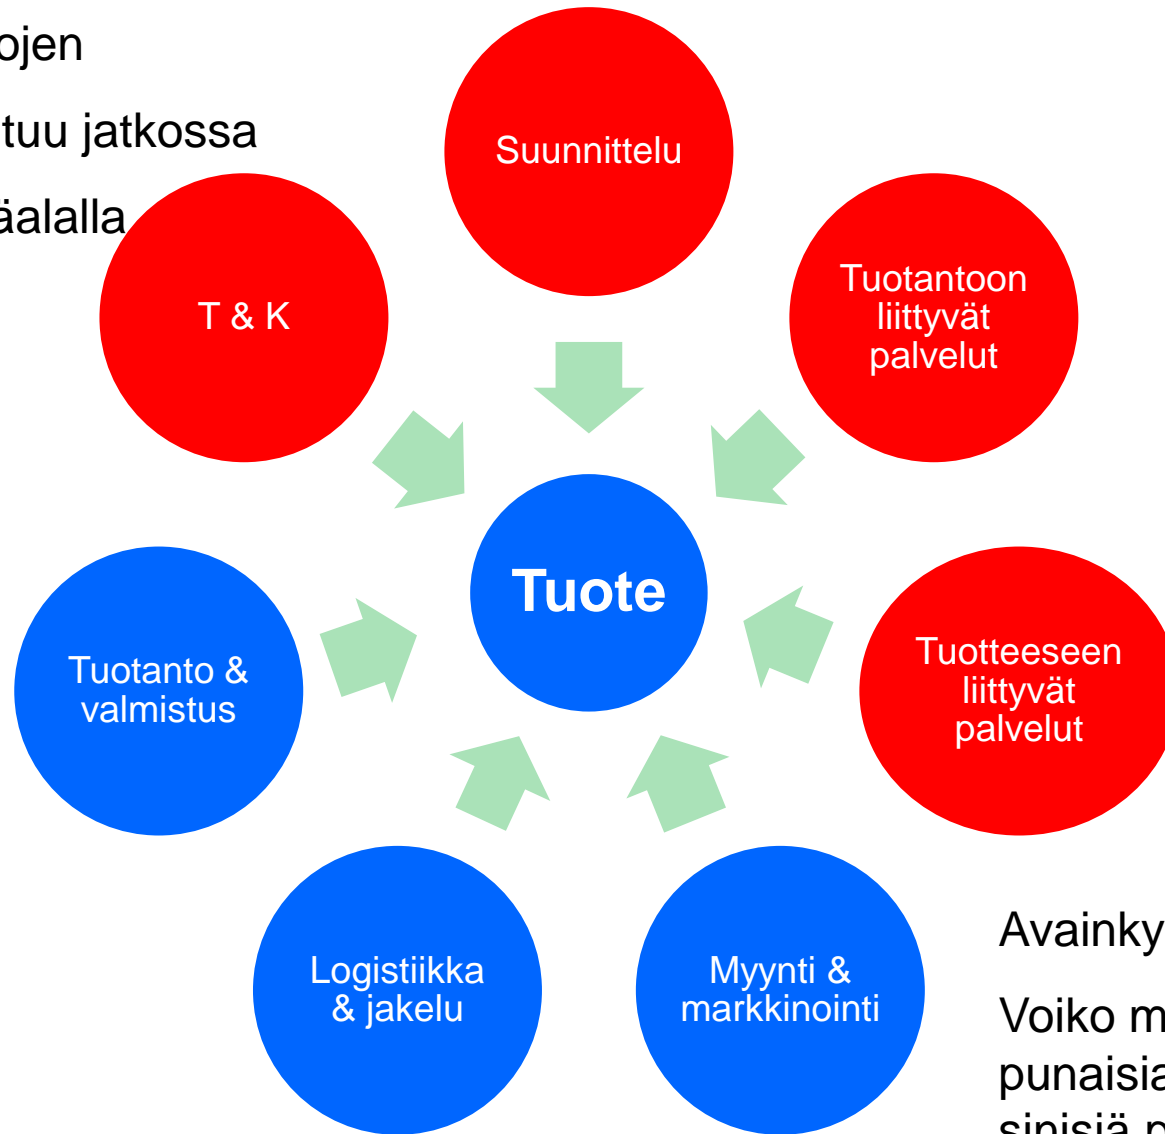 ojen
tuu jatkossa
äalalla
Suunnittelu
T & K
Tuotantoon
liittyvät
palvelut
Tuote
Tuotanto &
valmistus
Tuotteeseen
liittyvät
palvelut
Logistiikka
& jakelu
Myynti &
markkinointi
Avainky
Voiko m
punaisia
sinisiä p